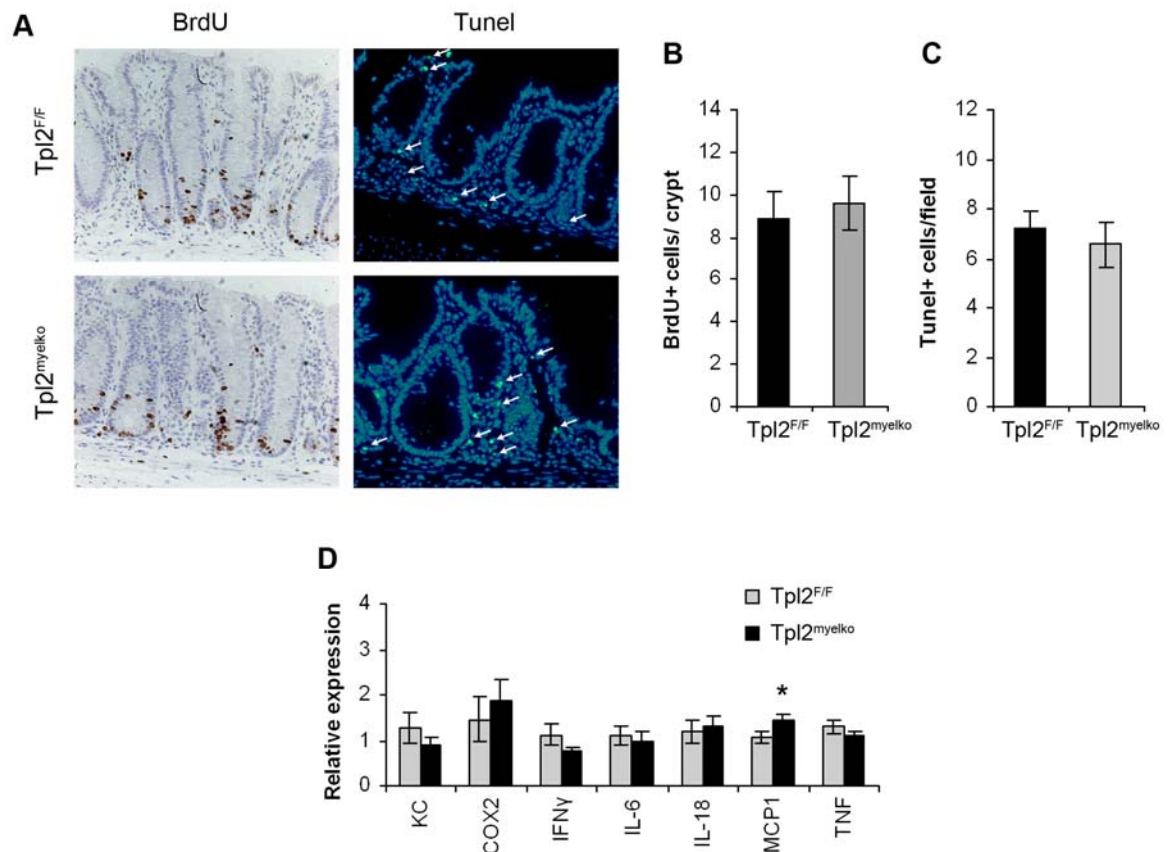 A
BrdU
Tunel
Tpl2F/F
Tpl2myelko
B
BrdU+ cells/ crypt
14
12
10
8
6
4
2
0
Tpl2F/F Tpl2myelko
C
Tunel+ cells/field
12
10
8
6
4
2
0
Tpl2F/F Tpl2myelko
D
Relative expression
4
3
2
1
0
Tpl2F/F
Tpl2myelko
*
KC
COX2
IFNγ
IL-6
IL-18
MCP1
TNF